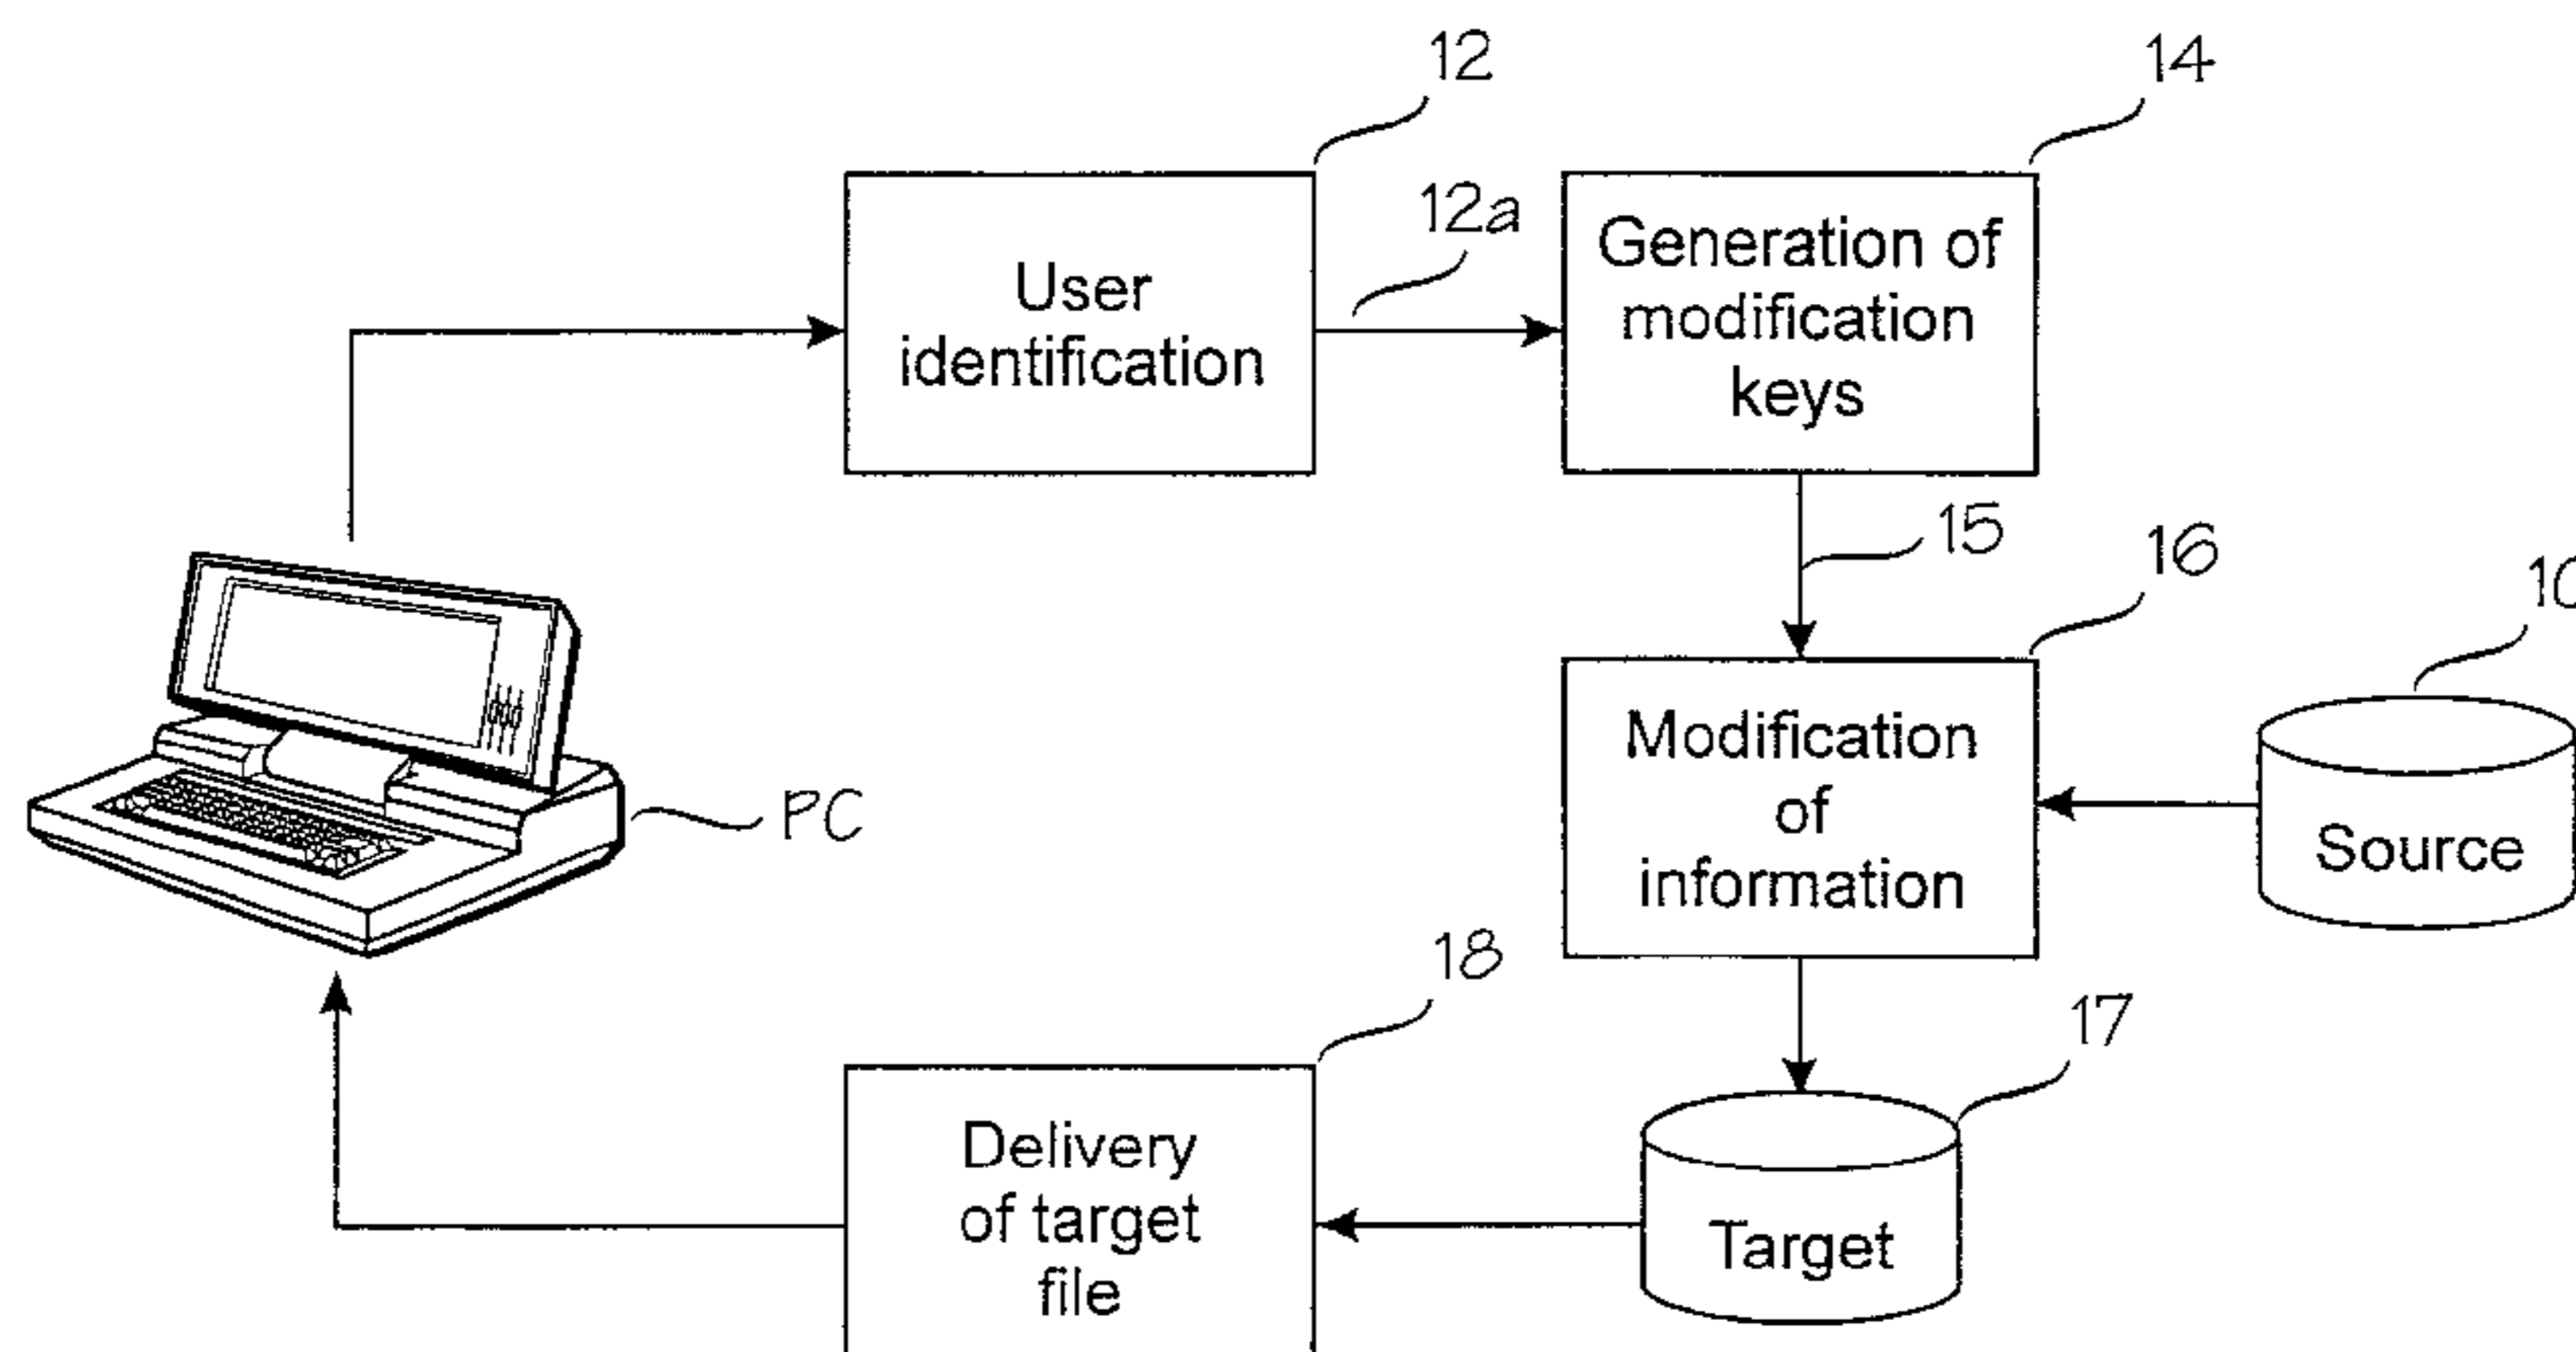 12
14
12a
User
identification
Generation of
modification
keys
15
16
10
Modification
of
information
Source
PC
18
17
Delivery
of target
file
Target